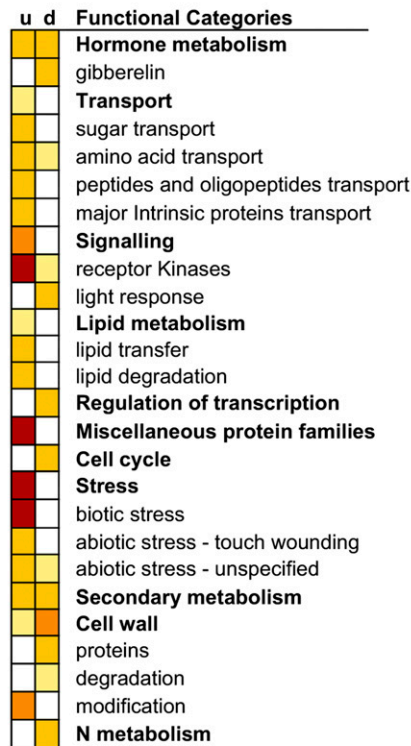 u d Functional Categories
Hormone metabolism
gibberelin
Transport
sugar transport
amino acid transport
peptides and oligopeptides transport
major Intrinsic proteins transport
Signalling
receptor Kinases
light response
Lipid metabolism
lipid transfer
lipid degradation
Regulation of transcription
Miscellaneous protein families
Cell cycle
Stress
biotic stress
abiotic stress - touch wounding
abiotic stress - unspecified
Secondary metabolism
Cell wall
proteins
degradation
modification
N metabolism